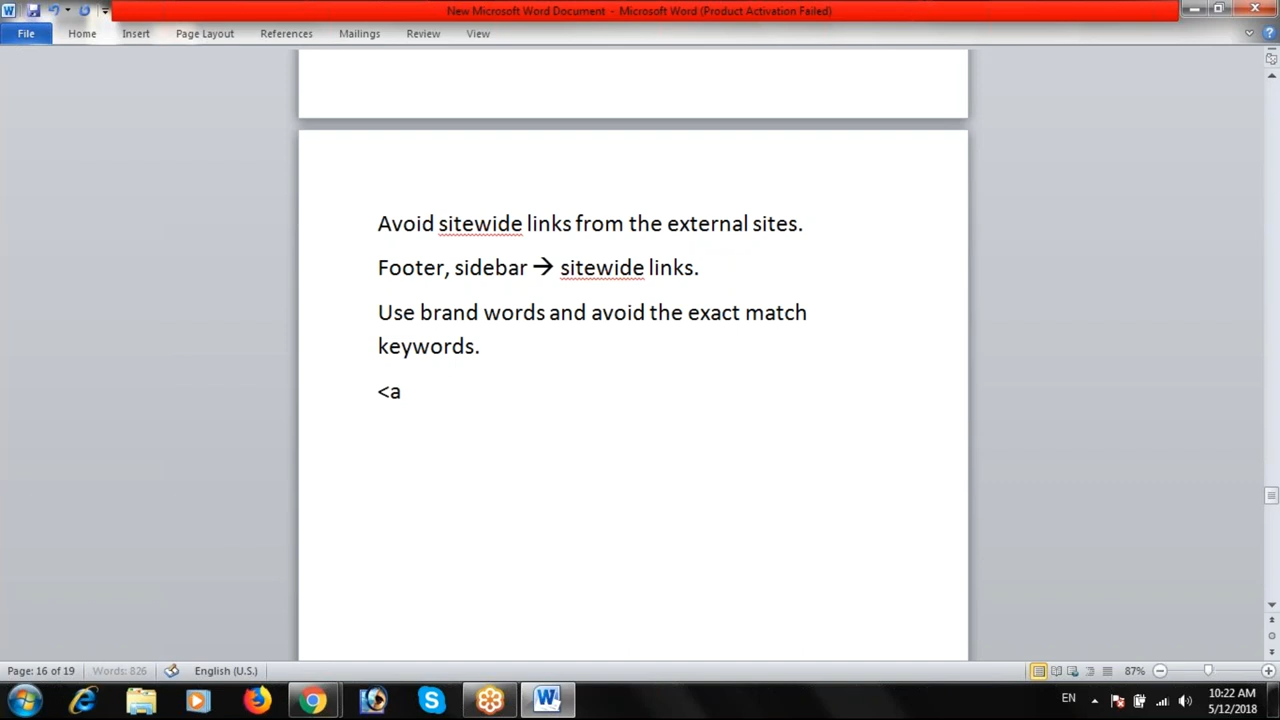 New Microsoft Word Document - Microsoft Word (Product Activation Failed)
File Home Insert Page Layout References Mailings Review View
Avoid sitewide links from the external sites.
Footer, sidebar → sitewide links.
Use brand words and avoid the exact match
keywords.
<a
Page: 16 of 19 Words: 826 English (U.S.) 87%
EN 10:22 AM
5/12/2018